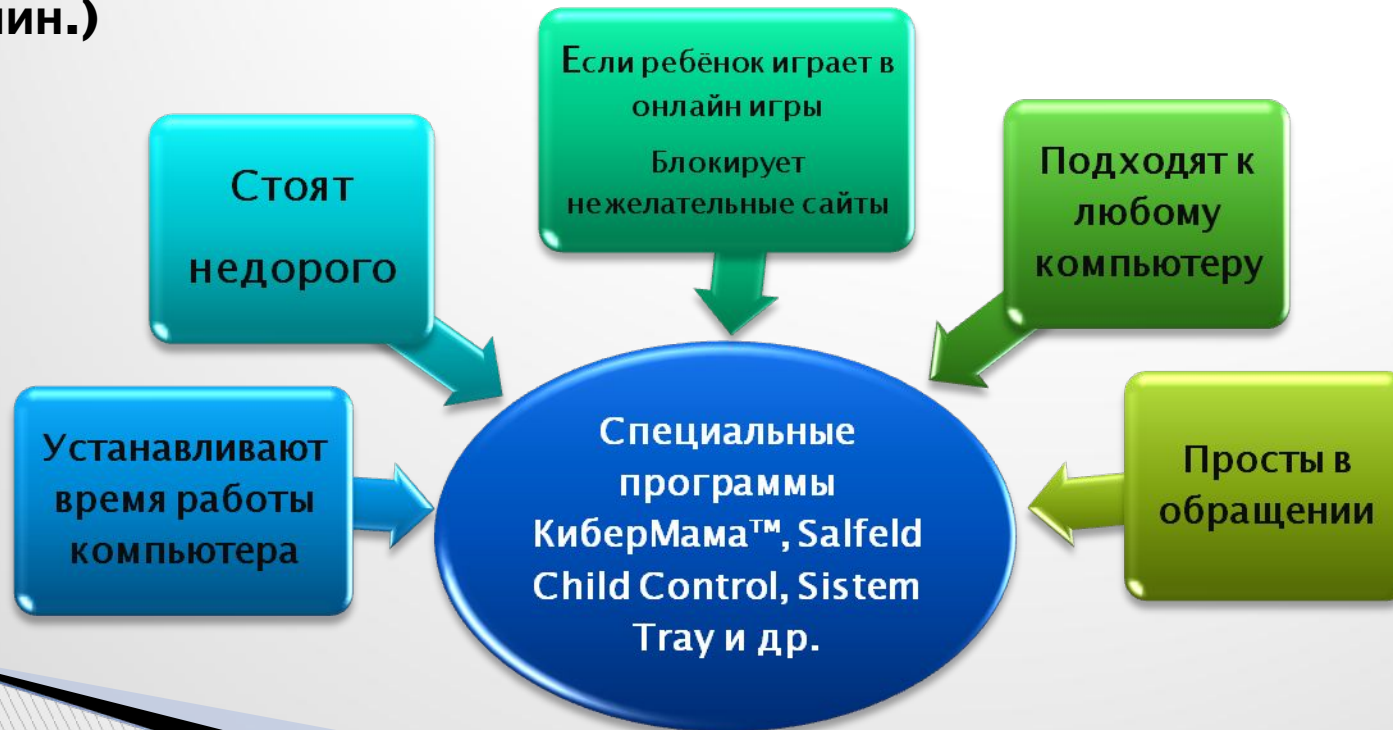 ин.)
Если ребёнок играет в
онлайн игры
Блокирует
нежелательные сайты
Стоят
недорого
Подходят к
любому
компьютеру
Устанавливают
время работы
компьютера
Специальные
программы
КиберМама™, Salfeld
Child Control, Sistem
Tray и др.
Просты в
обращении